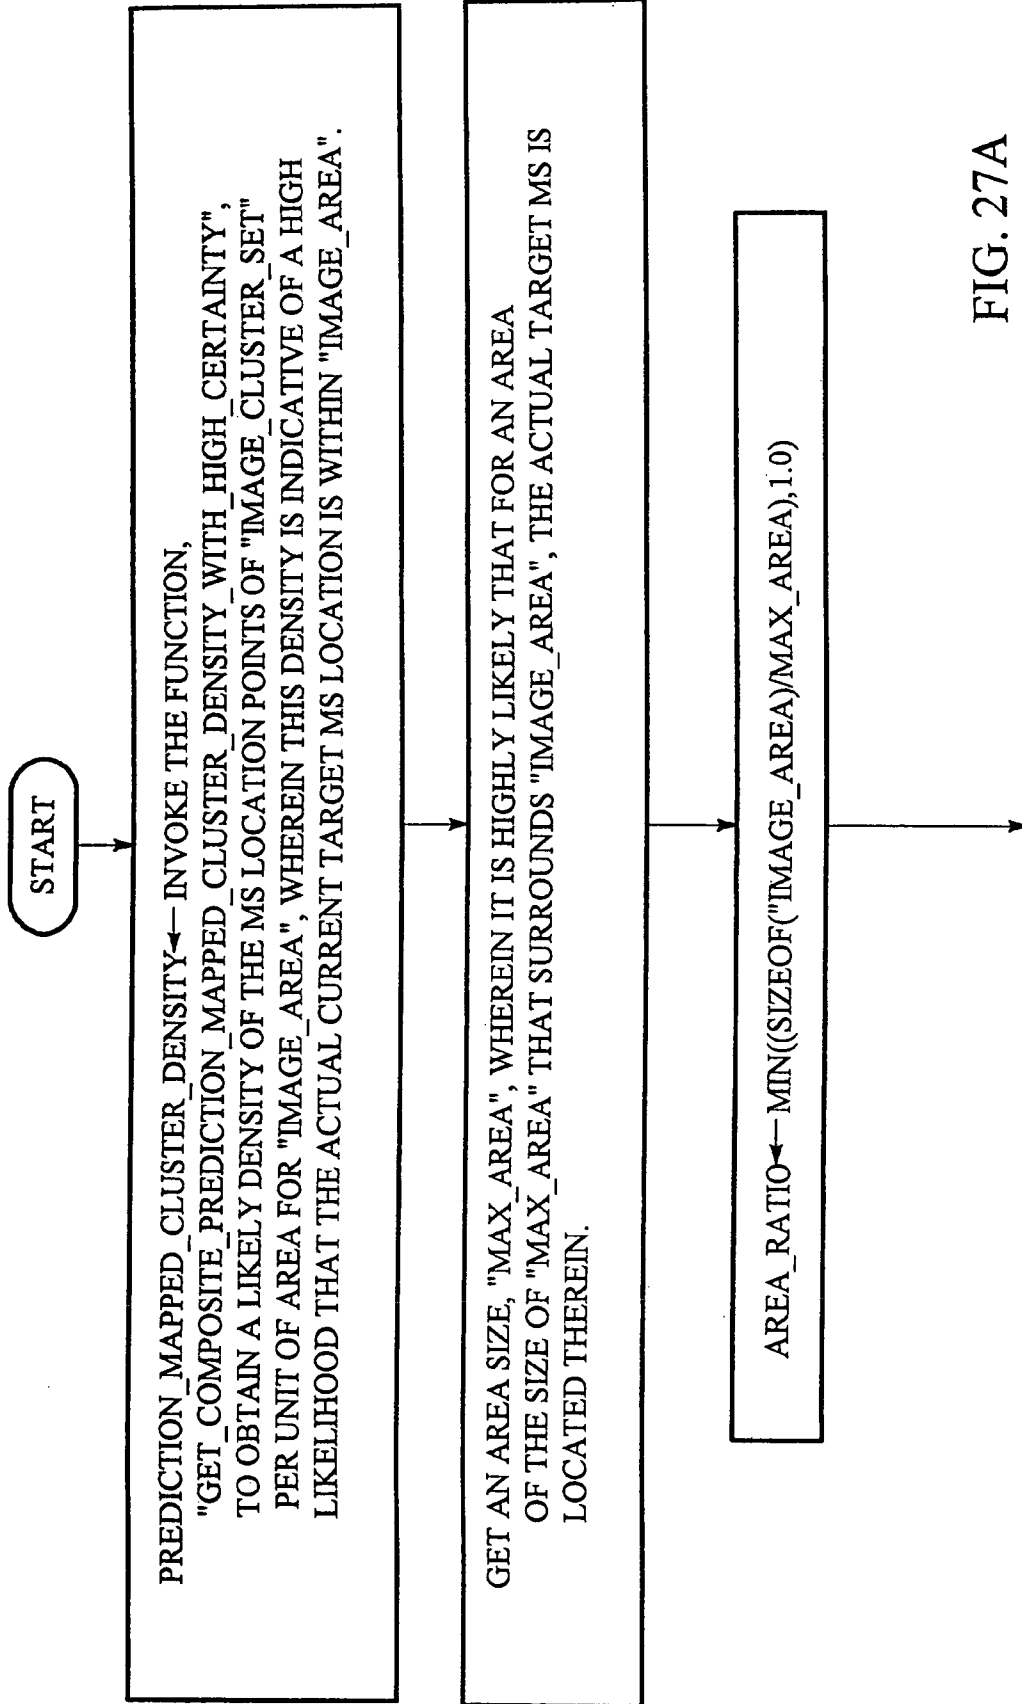 START
PREDICTION_MAPPED_CLUSTER_DENSITY ← INVOKE THE FUNCTION,
"GET_COMPOSITE_PREDICTION_MAPPED_CLUSTER_DENSITY_WITH_HIGH_CERTAINTY",
TO OBTAIN A LIKELY DENSITY OF THE MS LOCATION POINTS OF "IMAGE_CLUSTER_SET"
PER UNIT OF AREA FOR "IMAGE_AREA", WHEREIN THIS DENSITY IS INDICATIVE OF A HIGH
LIKELIHOOD THAT THE ACTUAL CURRENT TARGET MS LOCATION IS WITHIN "IMAGE_AREA".
GET AN AREA SIZE, "MAX_AREA", WHEREIN IT IS HIGHLY LIKELY THAT FOR AN AREA
OF THE SIZE OF "MAX_AREA" THAT SURROUNDS "IMAGE_AREA", THE ACTUAL TARGET MS IS
LOCATED THEREIN.
AREA_RATIO ← MIN((SIZEOF("IMAGE_AREA)/MAX_AREA),1.0)
FIG. 27A